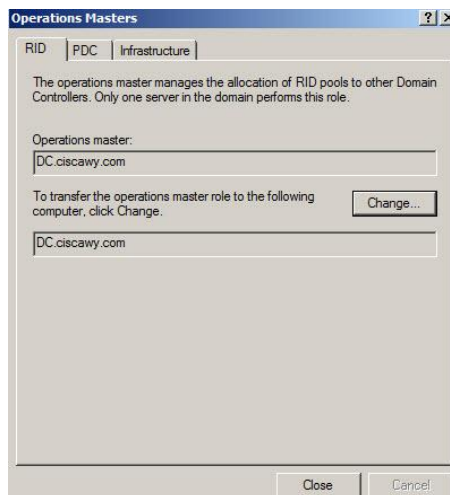 Operations Masters
RID PDC Infrastructure
The operations master manages the allocation of RID pools to other Domain
Controllers. Only one server in the domain performs this role.
Operations master:
DC.ciscawy.com
To transfer the operations master role to the following
computer, click Change.
Change...
DC.ciscawy.com
Close Cancel